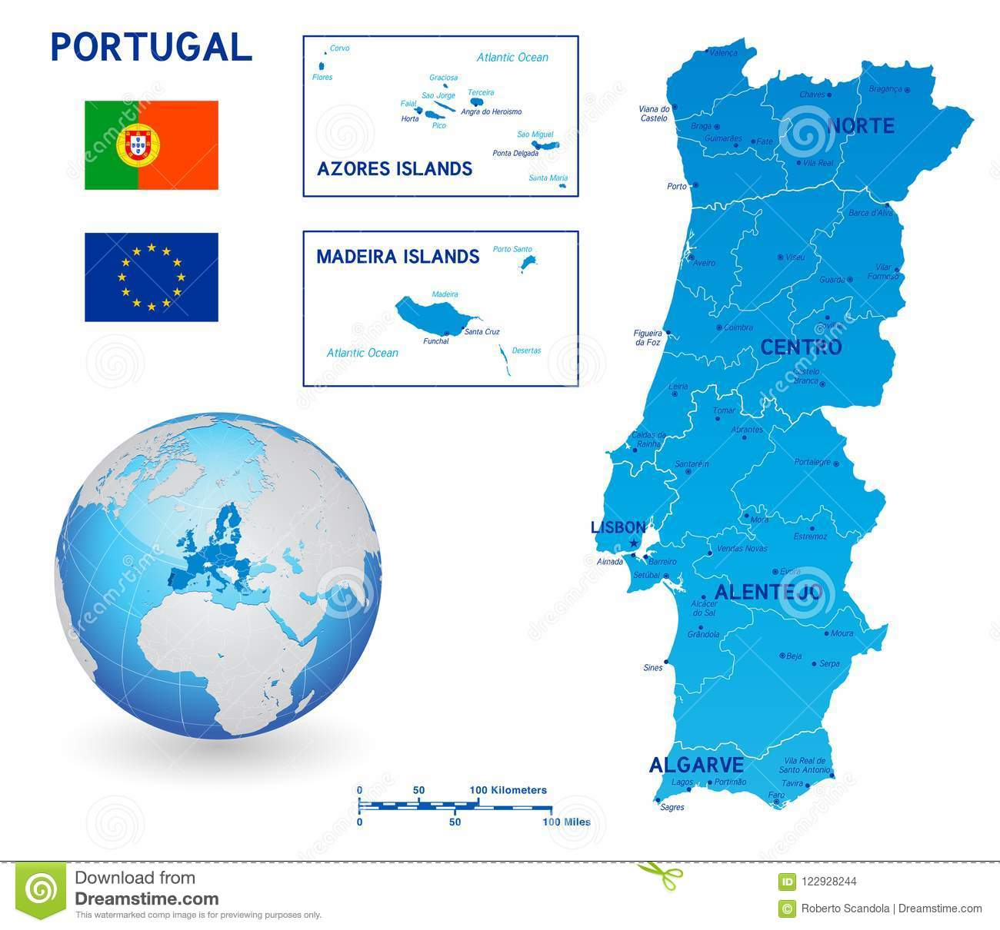 PORTUGAL
Corvo
Flores
Atlantic Ocean
Graciosa
Sao Jorge
Terceira
Faial
Horta
Pico
Angra do Heroismo
Sao Miguel
Ponta Delgada
Santa Maria
AZORES ISLANDS
MADEIRA ISLANDS
Porto Santo
Madeira
Funchal
Santa Cruz
Desertas
Atlantic Ocean
Valença
Viana do
Castelo
Chaves
Bragança
NORTE
Braga
Guimarães
Fate
Vila Real
Porto
Barca d'Alva
Aveiro
Viseu
Vilar
Formoso
Guarda
Figueira
da Foz
Coimbra
CENTRO
Castelo
Branca
Leiria
Tomar
Abrantes
Caldas da
Rainha
Santarém
Portalegre
LISBON
Mora
Estremoz
Vendas Novas
Almada
Barreiro
Setúbal
Évora
ALENTEJO
Alcácer
do Sal
Grândola
Moura
Beja
Serpa
Sines
ALGARVE
Vila Real de
Santo Antonio
Lagos
Portimão
Tavira
Faro
Sagres
0 50 100 Kilometers
0 50 100 Miles
dreamstime
Download from
Dreamstime.com
This watermarked comp image is for previewing purposes only.
ID 122928244
© Roberto Scandola | Dreamstime.com